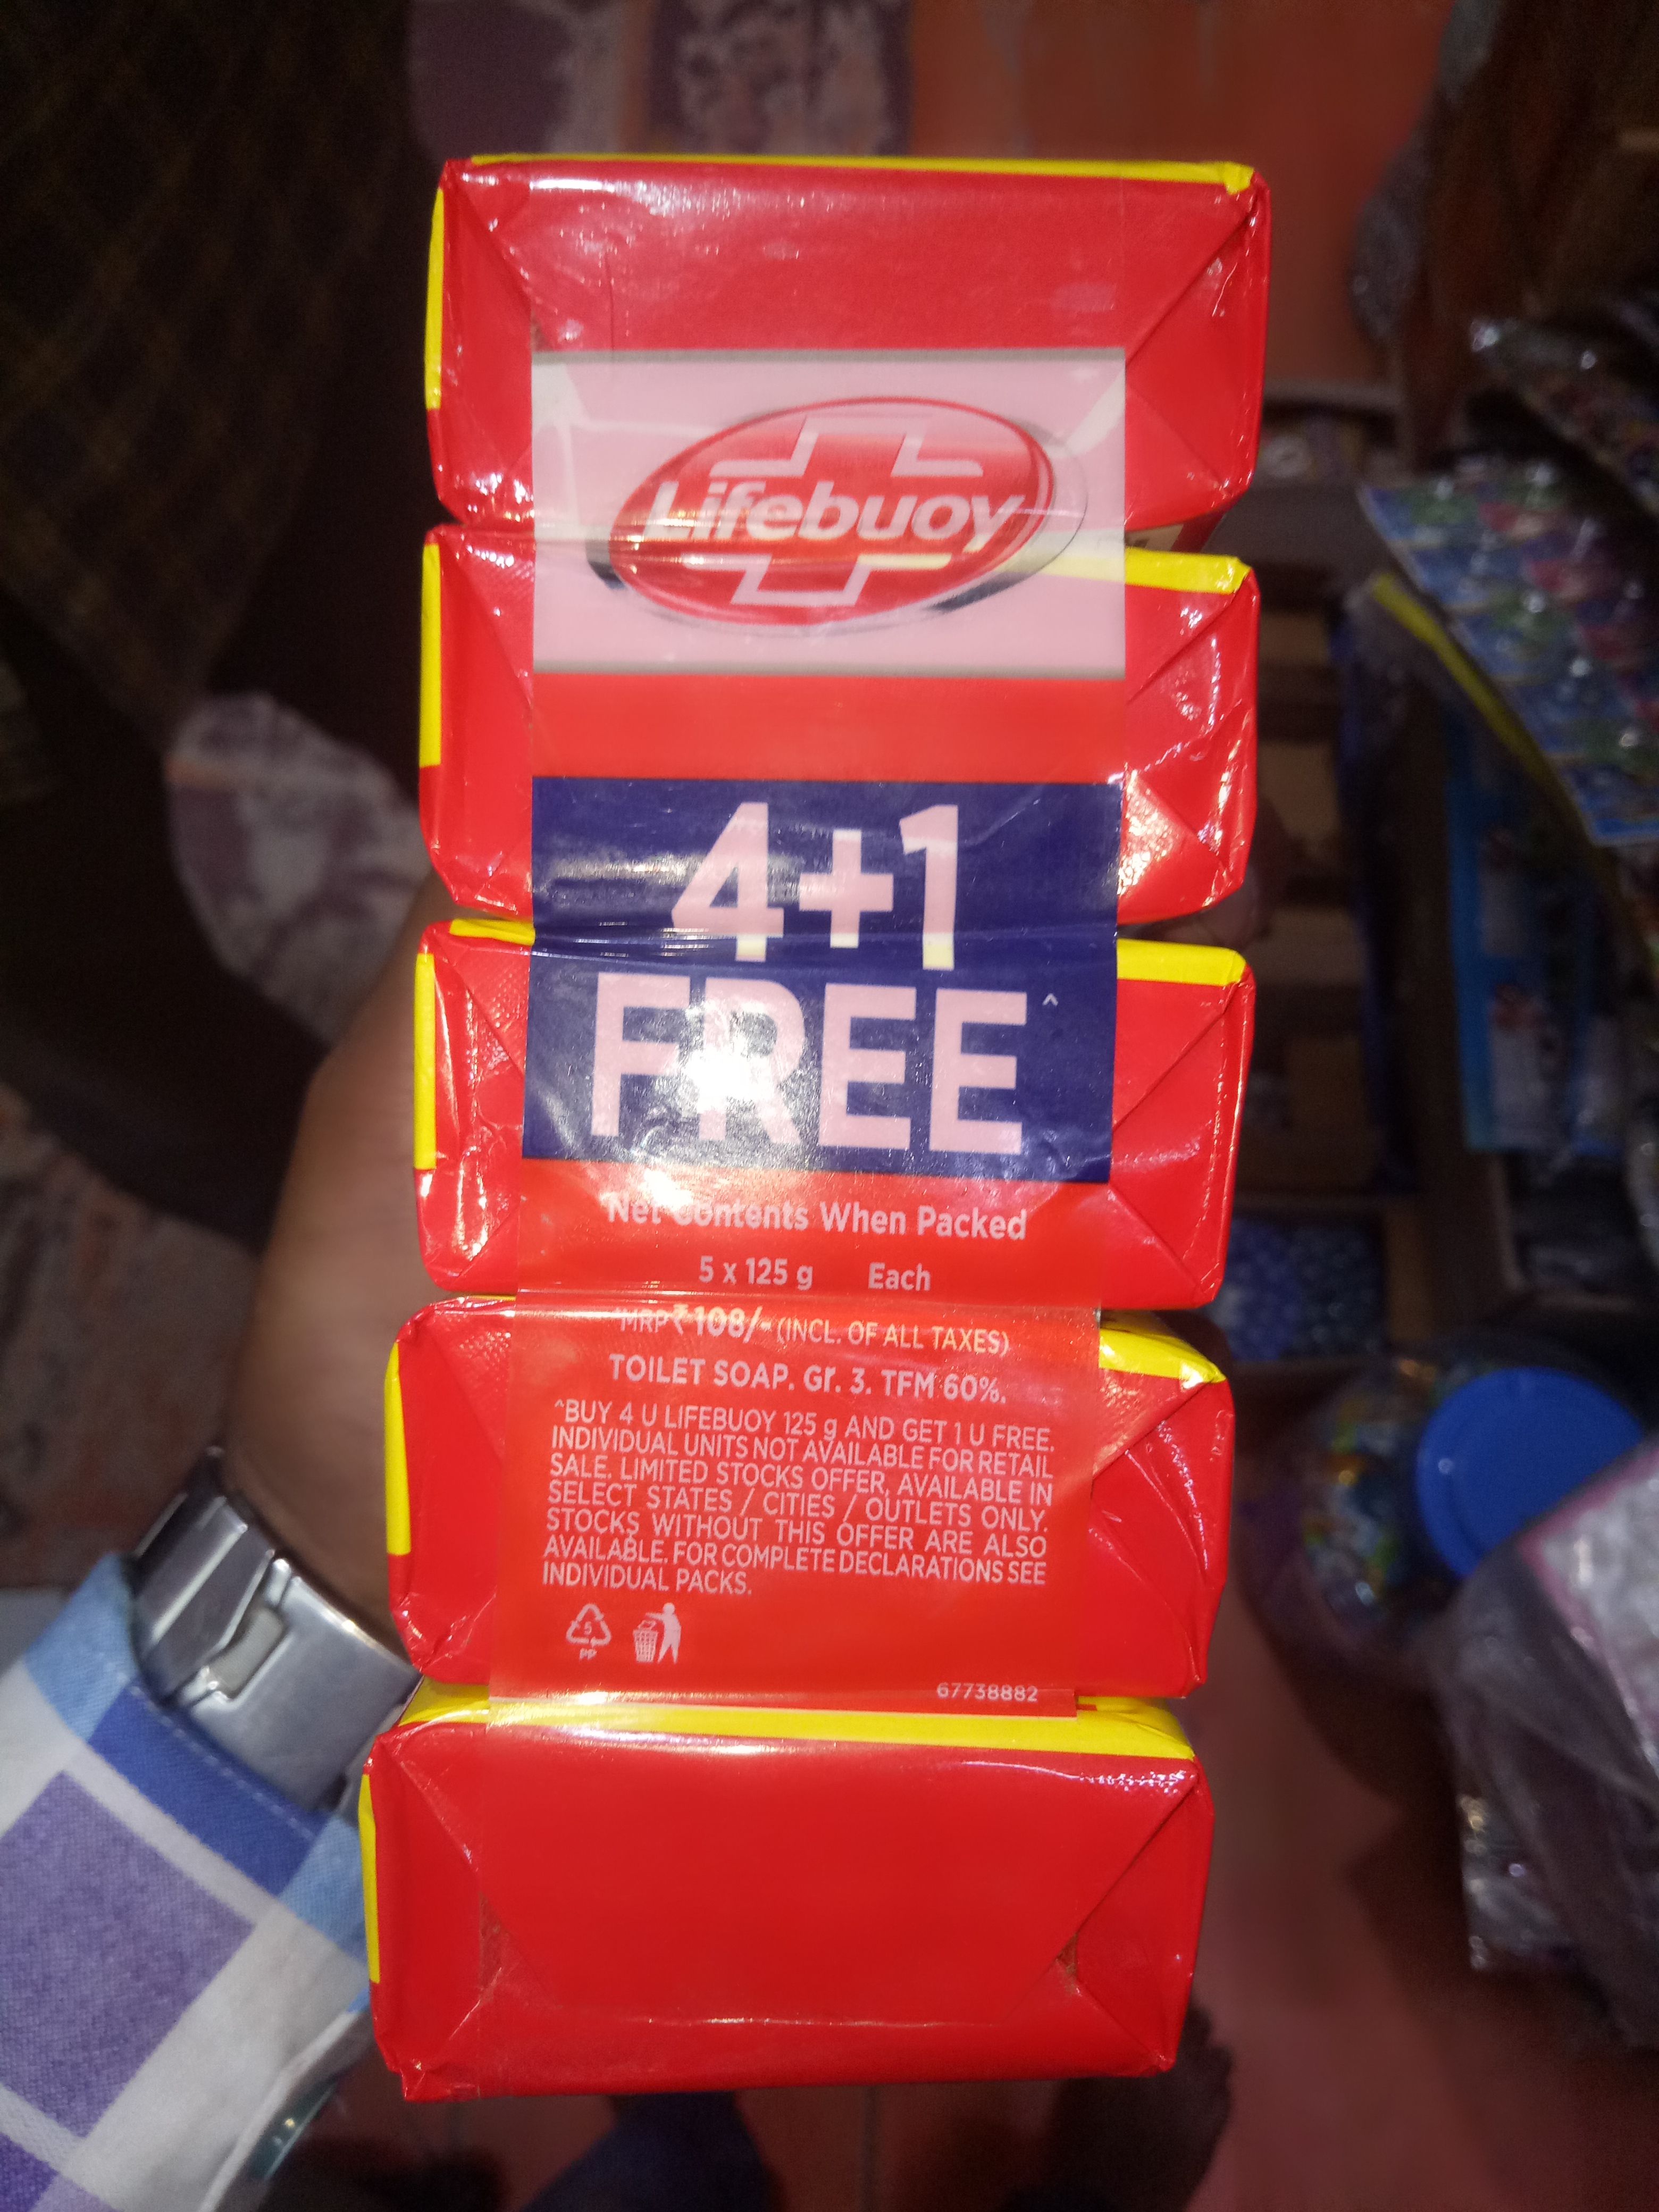 Lifebuoy
4+1
FREE^
Net Contents When Packed
5 x 125 g Each
MRP ₹ 108/- (INCL. OF ALL TAXES)
TOILET SOAP. Gr. 3. TFM 60%.
^BUY 4 U LIFEBUOY 125 g AND GET 1 U FREE.
INDIVIDUAL UNITS NOT AVAILABLE FOR RETAIL
SALE. LIMITED STOCKS OFFER, AVAILABLE IN
SELECT STATES / CITIES / OUTLETS ONLY.
STOCKS WITHOUT THIS OFFER ARE ALSO
AVAILABLE. FOR COMPLETE DECLARATIONS SEE
INDIVIDUAL PACKS.
5
PP
67738882